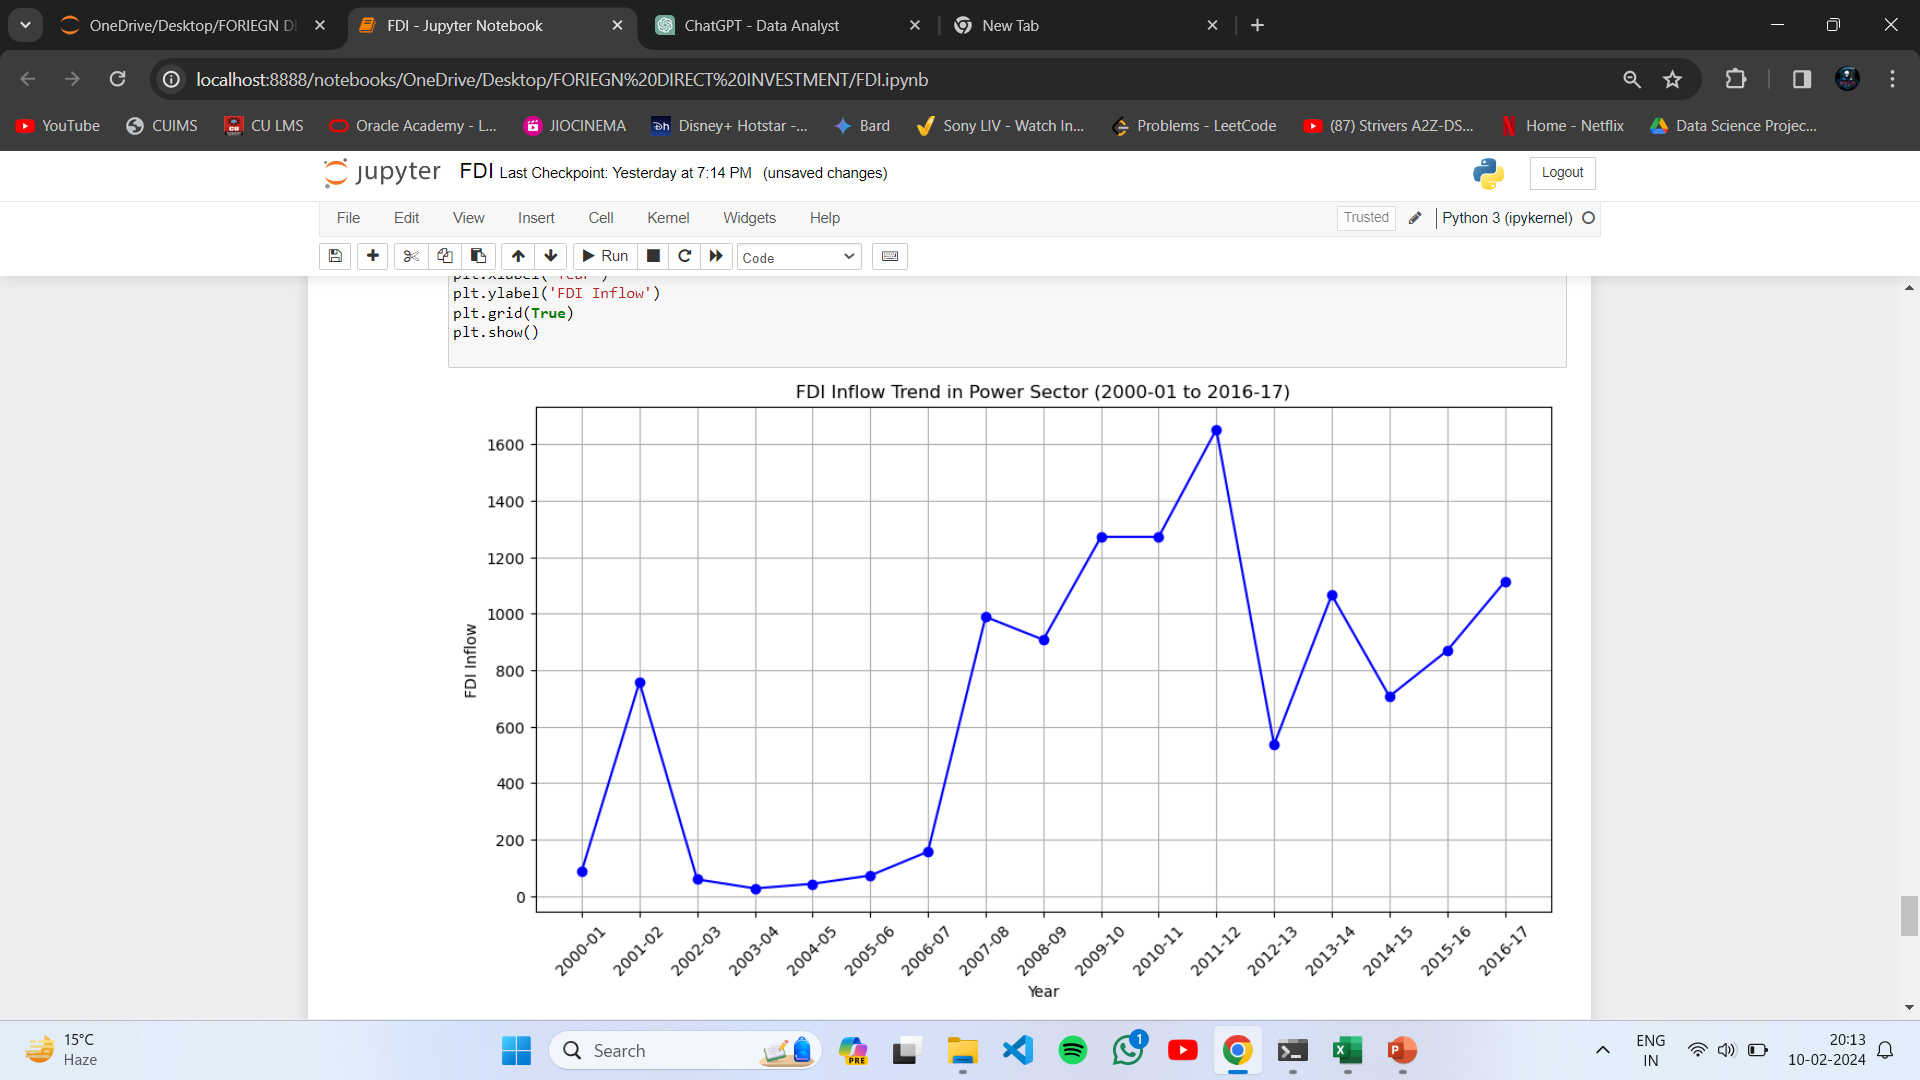 OneDrive/Desktop/FORIEGN DI
FDI - Jupyter Notebook
ChatGPT - Data Analyst
New Tab
localhost:8888/notebooks/OneDrive/Desktop/FORIEGN%20DIRECT%20INVESTMENT/FDI.ipynb
YouTube
CUIMS
CU LMS
Oracle Academy - L...
JIOCINEMA
Disney+ Hotstar -...
Bard
Sony LIV - Watch In...
Problems - LeetCode
(87) Strivers A2Z-DS...
Home - Netflix
Data Science Projec...
jupyter FDI Last Checkpoint: Yesterday at 7:14 PM (unsaved changes)
Logout
File Edit View Insert Cell Kernel Widgets Help
Trusted
Python 3 (ipykernel)
Run
Code
plt.xlabel('Year')
plt.ylabel('FDI Inflow')
plt.grid(True)
plt.show()
FDI Inflow Trend in Power Sector (2000-01 to 2016-17)
1600
1400
1200
1000
800
600
400
200
0
FDI Inflow
2000-01
2001-02
2002-03
2003-04
2004-05
2005-06
2006-07
2007-08
2008-09
2009-10
2010-11
2011-12
2012-13
2013-14
2014-15
2015-16
2016-17
Year
15°C
Haze
Search
PRE
1
ENG
IN
20:13
10-02-2024